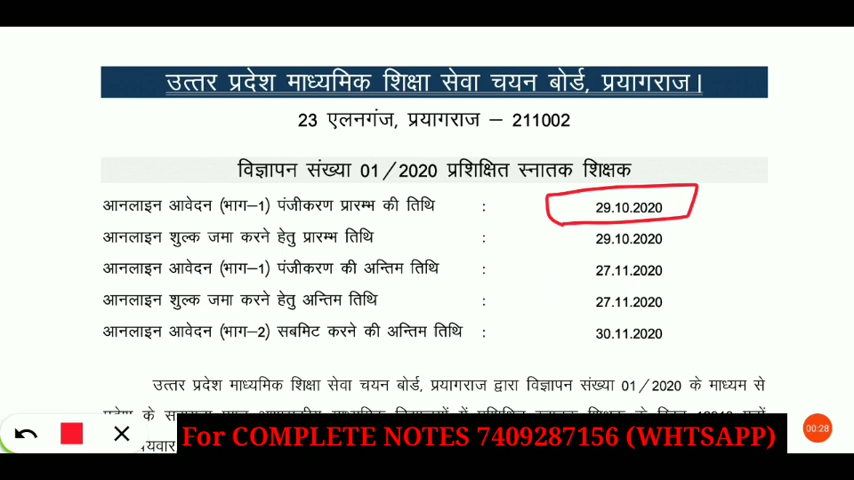 उत्तर प्रदेश माध्यमिक शिक्षा सेवा चयन बोर्ड, प्रयागराज।
23 एलनगंज, प्रयागराज – 211002
विज्ञापन संख्या 01/2020 प्रशिक्षित स्नातक शिक्षक
आनलाइन आवेदन (भाग–1) पंजीकरण प्रारम्भ की तिथि : 29.10.2020
आनलाइन शुल्क जमा करने हेतु प्रारम्भ तिथि : 29.10.2020
आनलाइन आवेदन (भाग–1) पंजीकरण की अन्तिम तिथि : 27.11.2020
आनलाइन शुल्क जमा करने हेतु अन्तिम तिथि : 27.11.2020
आनलाइन आवेदन (भाग–2) सबमिट करने की अन्तिम तिथि : 30.11.2020
उत्तर प्रदेश माध्यमिक शिक्षा सेवा चयन बोर्ड, प्रयागराज द्वारा विज्ञापन संख्या 01/2020 के माध्यम से
For COMPLETE NOTES 7409287156 (WHTSAPP)
00:28